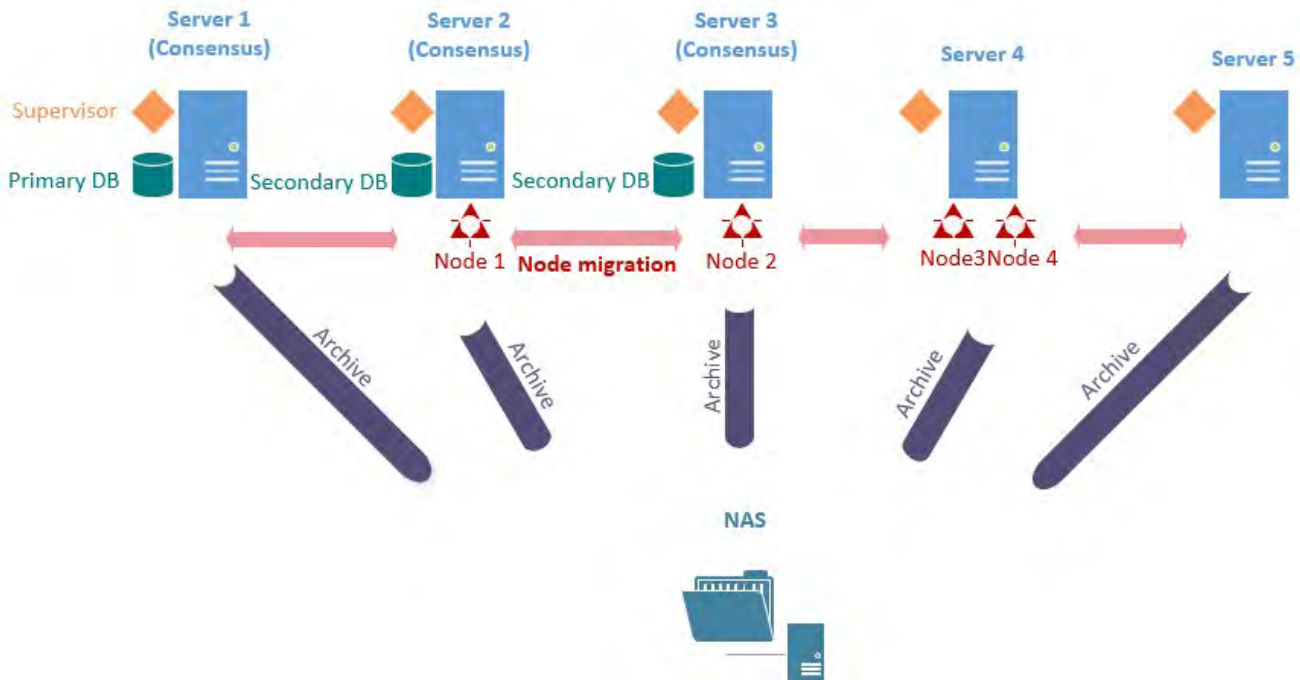 Server 1
(Consensus)
Server 2
(Consensus)
Server 3
(Consensus)
Server 4
Server 5
Supervisor
Primary DB
Secondary DB
Secondary DB
Node 1
Node migration
Node 2
Node3
Node 4
Archive
Archive
Archive
Archive
Archive
NAS